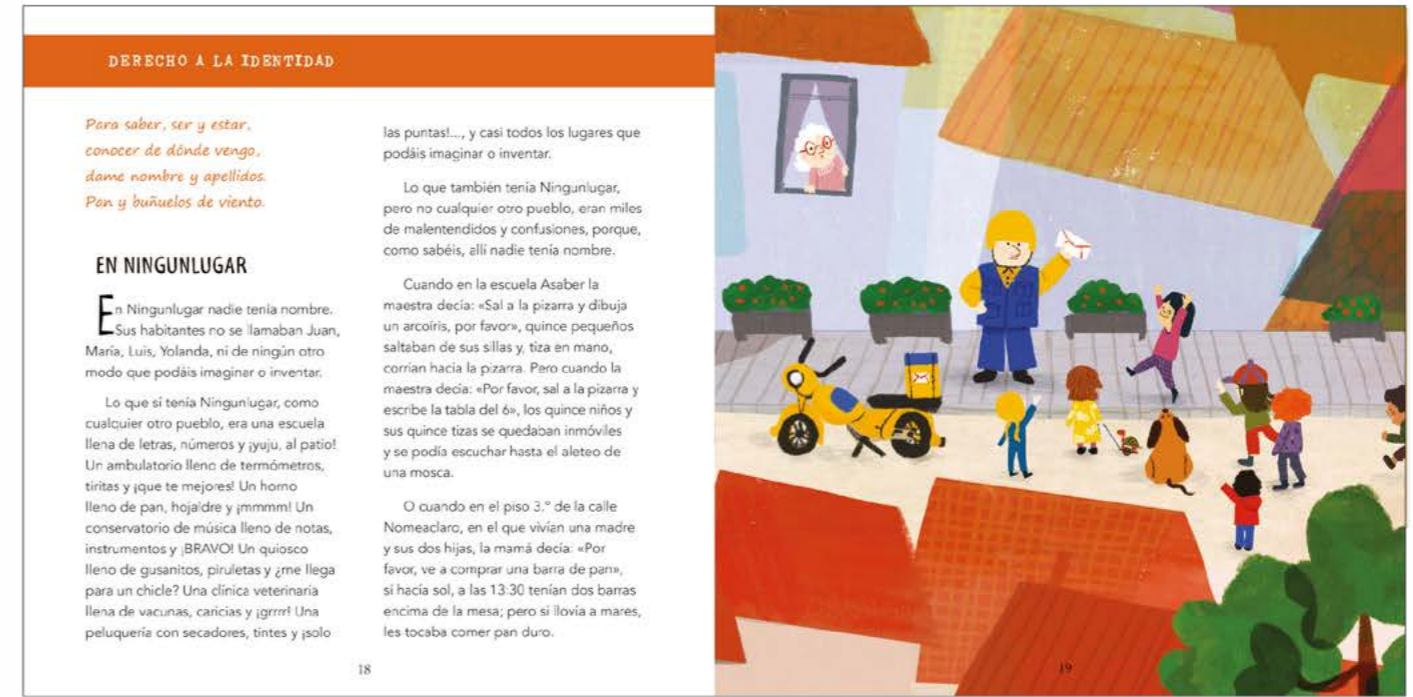 DERECHO A LA IDENTIDAD
Para saber, ser y estar,
conocer de dónde vengo,
dame nombre y apellidos.
Pan y buñuelos de viento.
EN NINGUNLUGAR
En Ningunlugar nadie tenía nombre.
Sus habitantes no se llamaban Juan,
María, Luis, Yolanda, ni de ningún otro
modo que podáis imaginar o inventar.
Lo que sí tenía Ningunlugar, como
cualquier otro pueblo, era una escuela
llena de letras, números y ¡yuju, al patio!
Un ambulatorio lleno de termómetros,
tiritas y ¡que te mejores! Un horno
lleno de pan, hojaldre y ¡mmmm! Un
conservatorio de música lleno de notas,
instrumentos y ¡BRAVO! Un quiosco
lleno de gusanitos, piruletas y ¿me llega
para un chicle? Una clínica veterinaria
llena de vacunas, caricias y ¡grrrr! Una
peluquería con secadores, tintes y ¡solo
las puntas!..., y casi todos los lugares que
podáis imaginar o inventar.
Lo que también tenía Ningunlugar,
pero no cualquier otro pueblo, eran miles
de malentendidos y confusiones, porque,
como sabéis, allí nadie tenía nombre.
Cuando en la escuela Asaber la
maestra decía: «Sal a la pizarra y dibuja
un arcoíris, por favor», quince pequeños
saltaban de sus sillas y, tiza en mano,
corrían hacia la pizarra. Pero cuando la
maestra decía: «Por favor, sal a la pizarra y
escribe la tabla del 6», los quince niños y
sus quince tizas se quedaban inmóviles
y se podía escuchar hasta el aleteo de
una mosca.
O cuando en el piso 3.º de la calle
Nomeaclaro, en el que vivían una madre
y sus dos hijas, la mamá decía: «Por
favor, ve a comprar una barra de pan»,
si hacía sol, a las 13:30 tenían dos barras
encima de la mesa; pero si llovía a mares,
les tocaba comer pan duro.
18
19